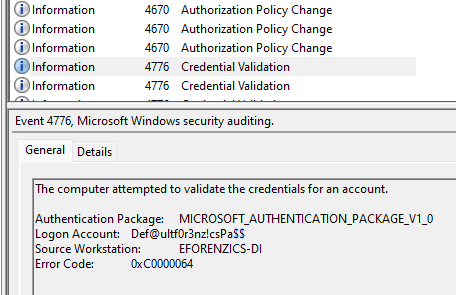 Information 4670 Authorization Policy Change
Information 4670 Authorization Policy Change
Information 4670 Authorization Policy Change
Information 4776 Credential Validation
Information 4776 Credential Validation
Event 4776, Microsoft Windows security auditing.
General Details
The computer attempted to validate the credentials for an account.
Authentication Package: MICROSOFT_AUTHENTICATION_PACKAGE_V1_0
Logon Account: Def@ultf0r3nz!csPa$$
Source Workstation: EFORENZICS-DI
Error Code: 0xC0000064